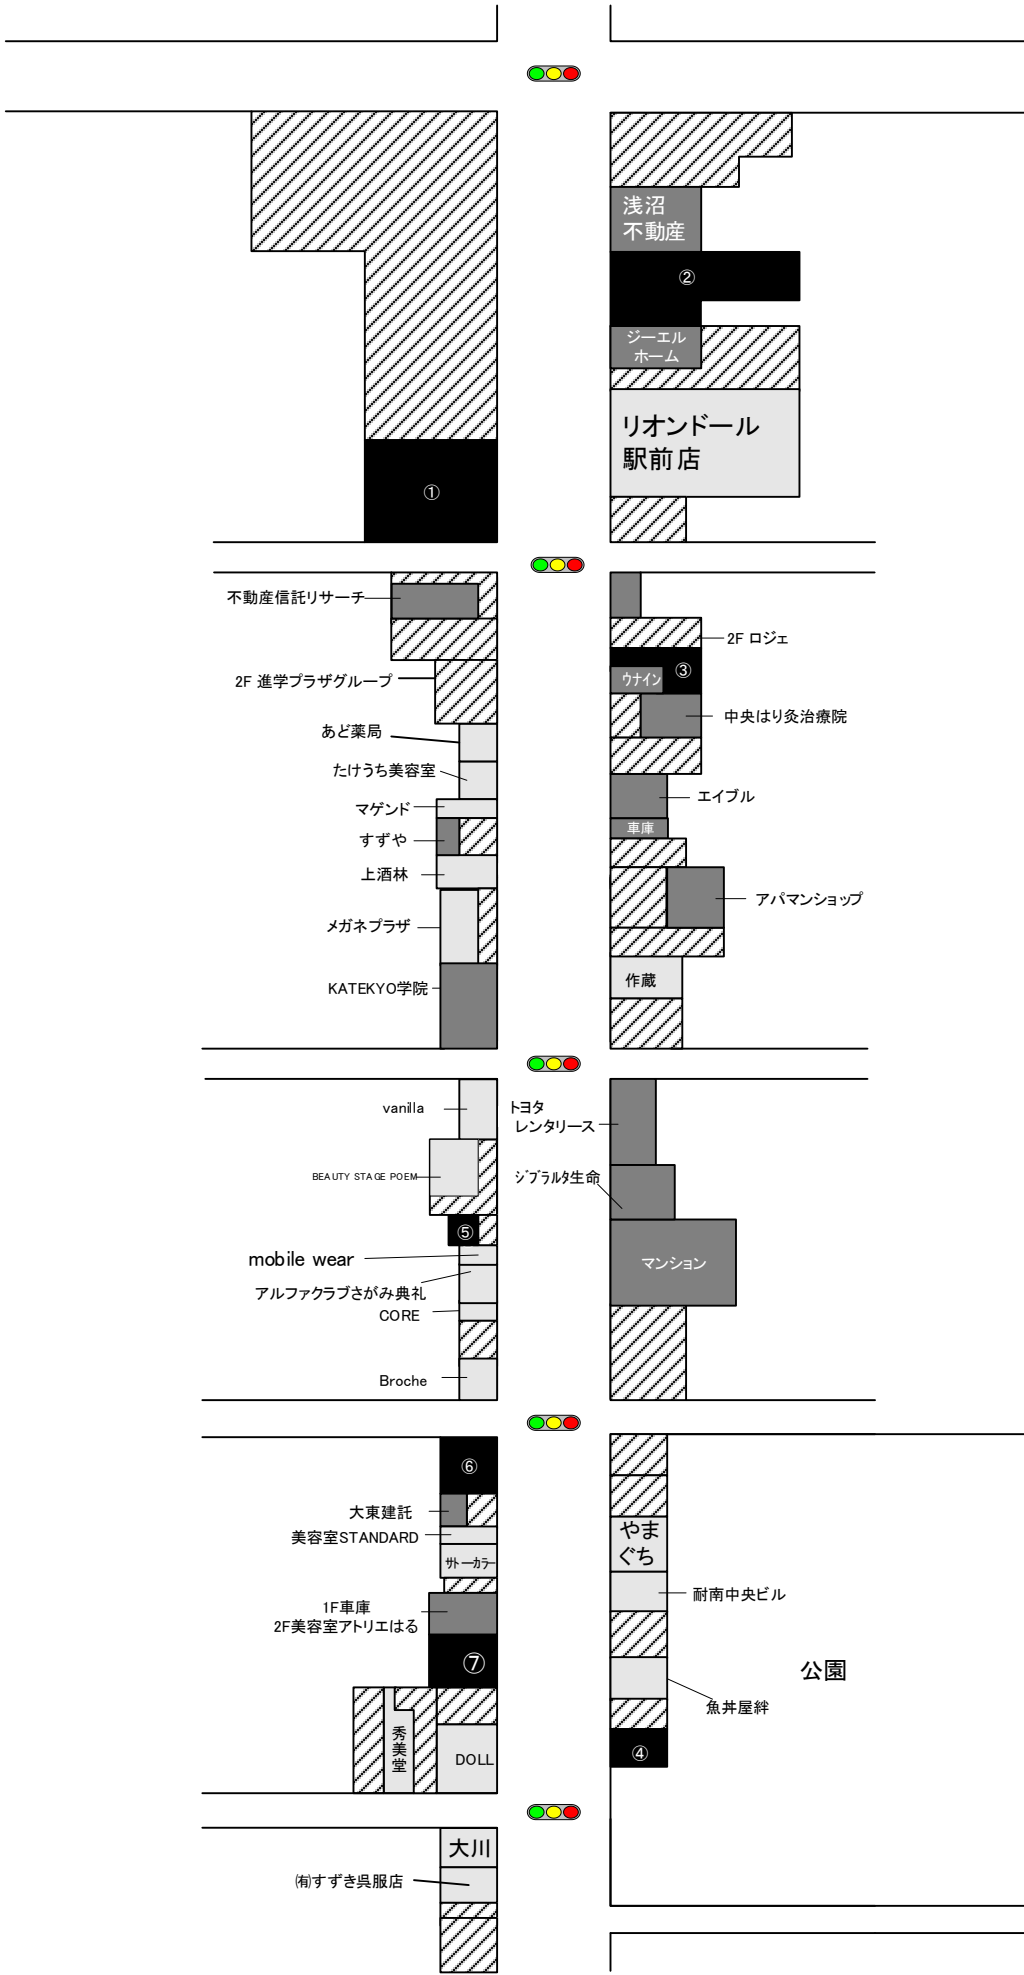 浅沼
不動産
②
ジーエル
ホーム
リオンドール
駅前店
①
不動産信託リサーチ
2F ロジェ
③
ウナイン
2F 進学プラザグループ
中央はり灸治療院
あど薬局
たけうち美容室
エイブル
マゲンド
車庫
すずや
上酒林
アパマンショップ
メガネプラザ
作蔵
KATEKYO学院
vanilla
トヨタ
レンタリース
BEAUTY STAGE POEM
ジブラルタ生命
⑤
mobile wear
マンション
アルファクラブさがみ典礼
CORE
Broche
⑥
大東建託
美容室STANDARD
やま
ぐち
サトーカラー
耐南中央ビル
1F車庫
2F美容室アトリエはる
⑦
公園
魚丼屋絆
秀美堂
DOLL
④
大川
㈲すずき呉服店